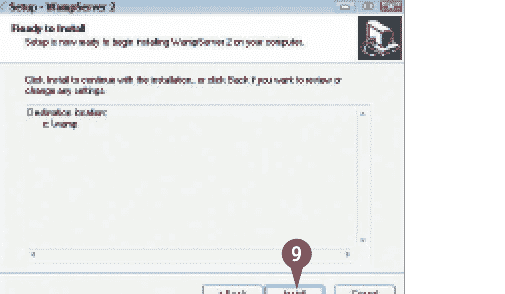 Setup - WampServer 2
Ready to Install
Setup is now ready to begin installing WampServer 2 on your computer.
Click Install to continue with the installation, or click Back if you want to review or
change any settings.
Destination location:
c:\wamp
9
< Back
Install
Cancel